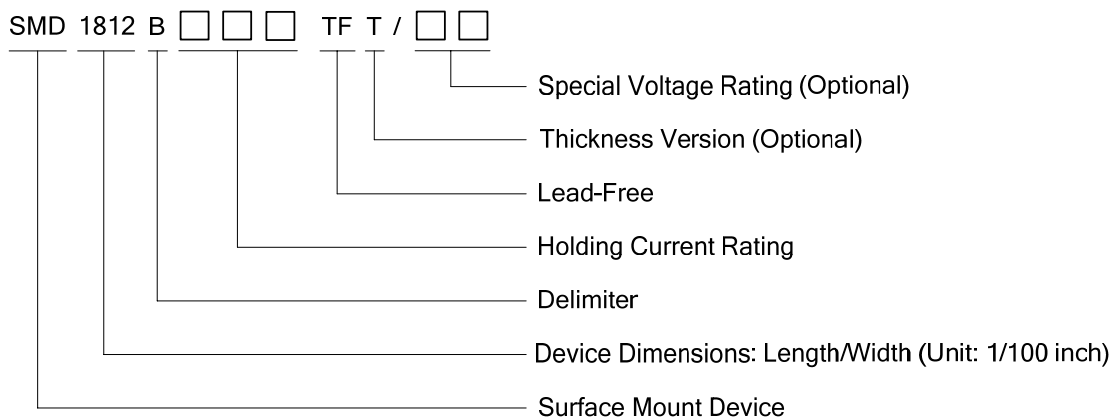 SMD 1812 B □ □ □ TF T / □ □
Special Voltage Rating (Optional)
Thickness Version (Optional)
Lead-Free
Holding Current Rating
Delimiter
Device Dimensions: Length/Width (Unit: 1/100 inch)
Surface Mount Device